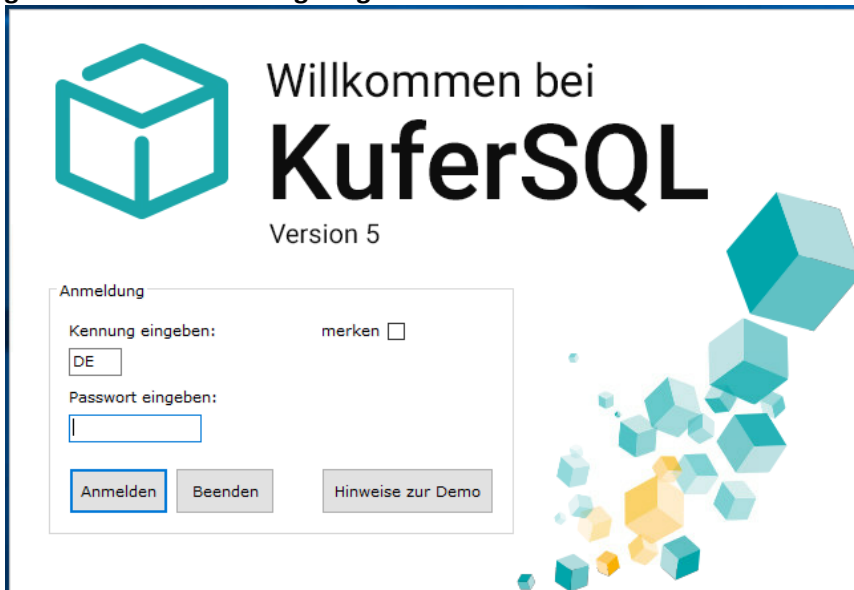 Willkommen bei
KuferSQL
Version 5
Anmeldung
Kennung eingeben:
merken
DE
Passwort eingeben:
Anmelden
Beenden
Hinweise zur Demo